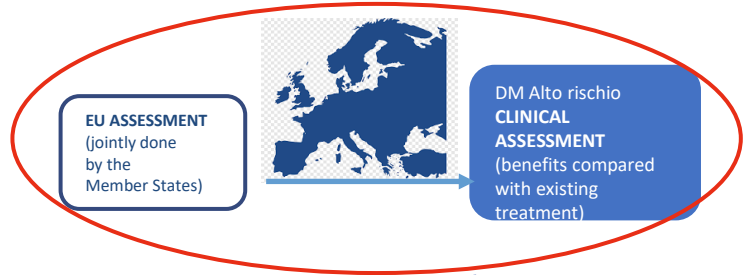 EU ASSESSMENT
(jointly done
by the
Member States)
DM Alto rischio
CLINICAL
ASSESSMENT
(benefits compared
with existing
treatment)